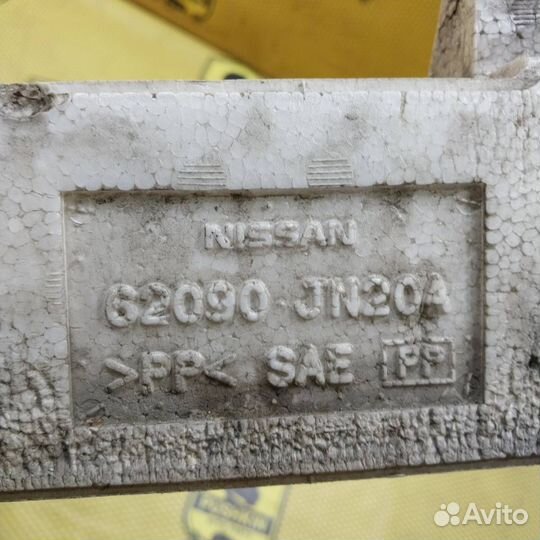 NISSAN
62090-JN20A
>PP< SAE PP
Avito